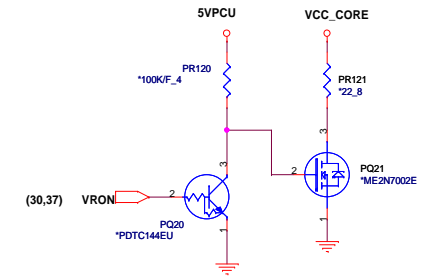 5VPCU VCC_CORE
PR120
*100K/F_4
PR121
*22_8
3
3
2
PQ21
*ME2N7002E
1
(30,37) VRON 2
PQ20
*PDTC144EU
1